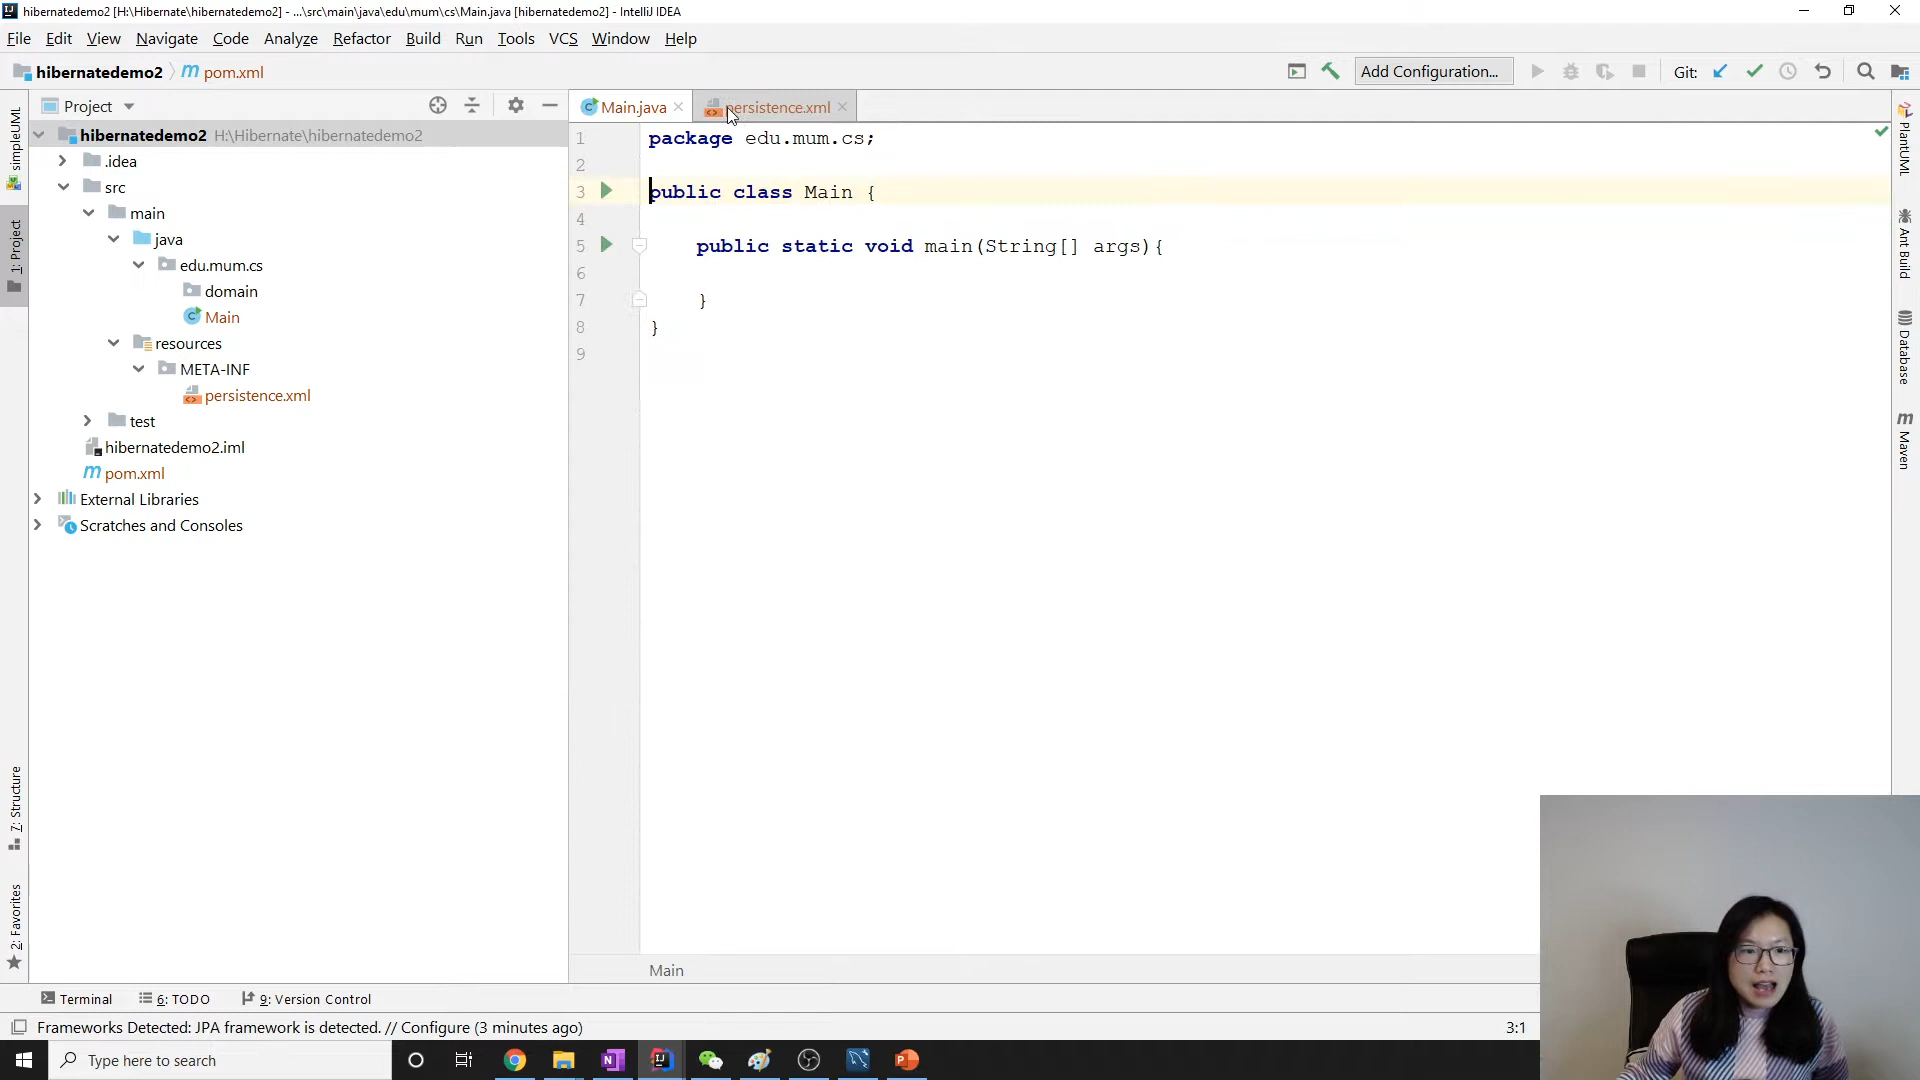 hibernatedemo2 [H:\Hibernate\hibernatedemo2] - ...\src\main\java\edu\mum\cs\Main.java [hibernatedemo2] - IntelliJ IDEA
File Edit View Navigate Code Analyze Refactor Build Run Tools VCS Window Help
hibernatedemo2 pom.xml Add Configuration... Git:
Project Main.java persistence.xml
hibernatedemo2 H:\Hibernate\hibernatedemo2
.idea
src
main
java
edu.mum.cs
domain
Main
resources
META-INF
persistence.xml
test
hibernatedemo2.iml
pom.xml
External Libraries
Scratches and Consoles
1 package edu.mum.cs;
2
3 public class Main {
4
5 public static void main(String[] args){
6
7 }
8 }
9
Main
simpleUML
1: Project
7: Structure
2: Favorites
PlantUML
Ant Build
Database
Maven
Terminal 6: TODO 9: Version Control
Frameworks Detected: JPA framework is detected. // Configure (3 minutes ago) 3:1
Type here to search